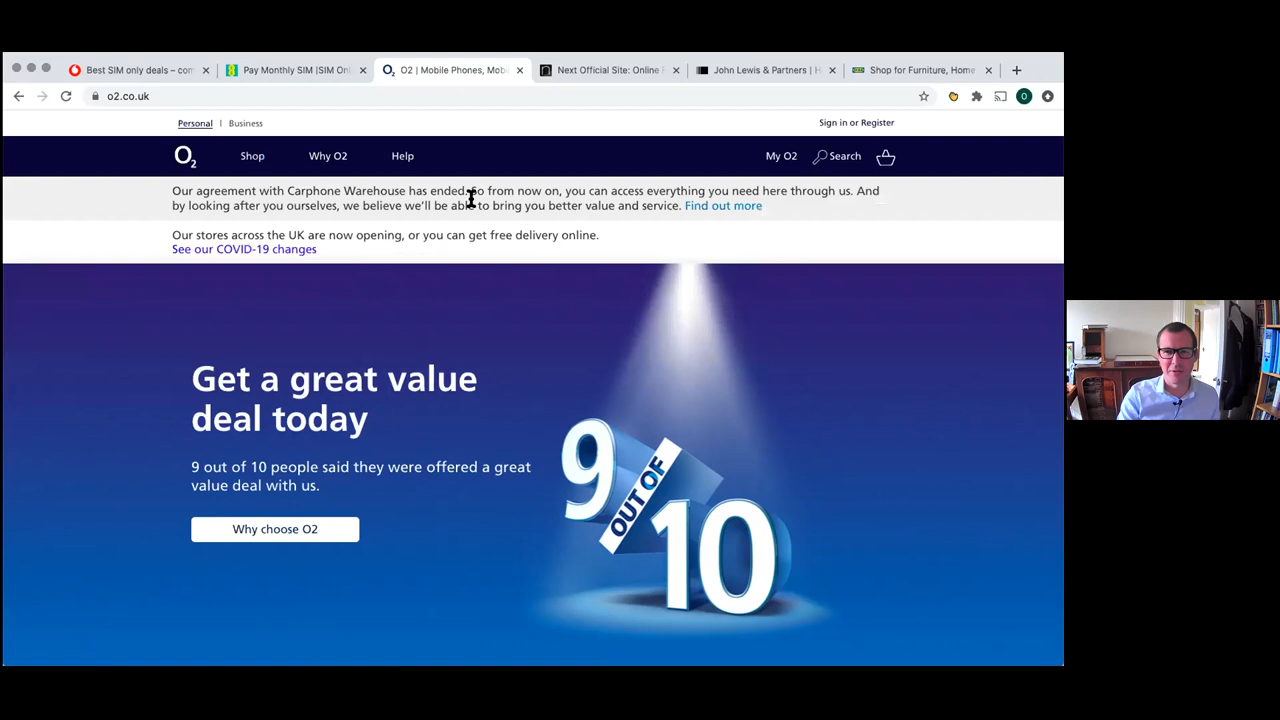 Best SIM only deals – com
Pay Monthly SIM |SIM Onl
O2 | Mobile Phones, Mobi
Next Official Site: Online F
John Lewis & Partners | H
Shop for Furniture, Home
o2.co.uk
O
Personal | Business
Sign in or Register
O2 Shop Why O2 Help
My O2 Search
Our agreement with Carphone Warehouse has ended. So from now on, you can access everything you need here through us. And
by looking after you ourselves, we believe we'll be able to bring you better value and service. Find out more
Our stores across the UK are now opening, or you can get free delivery online.
See our COVID-19 changes
Get a great value
deal today
9 out of 10 people said they were offered a great
value deal with us.
Why choose O2
9
OUT OF
10